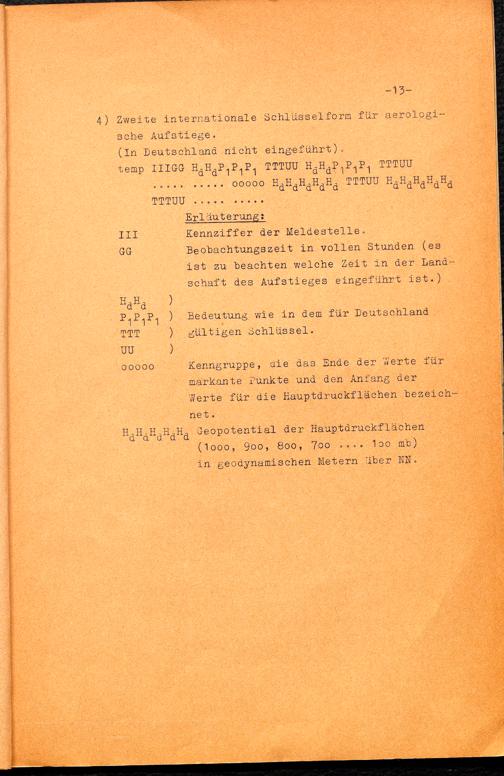 -13-
4) Zweite internationale Schlüsselform für aerologi-
sche Aufstiege.
(In Deutschland nicht eingeführt).
temp IIIGG HdHdP1P1P1 TTTUU HdHdP1P1P1 TTTUU
..... ..... ooooo HdHdHdHdHd TTTUU HdHdHdHdHd
TTTUU ..... .....
Erläuterung:
III Kennziffer der Meldestelle.
GG Beobachtungszeit in vollen Stunden (es
ist zu beachten welche Zeit in der Land-
schaft des Aufstieges eingeführt ist.)
HdHd )
P1P1P1 ) Bedeutung wie in dem für Deutschland
TTT ) gültigen Schlüssel.
UU )
ooooo Kenngruppe, die das Ende der Werte für
markante Punkte und den Anfang der
Werte für die Hauptdruckflächen bezeich-
net.
HdHdHdHdHd Geopotential der Hauptdruckflächen
(1ooo, 9oo, 8oo, 7oo .... 1oo mb)
in geodynamischen Metern über NN.